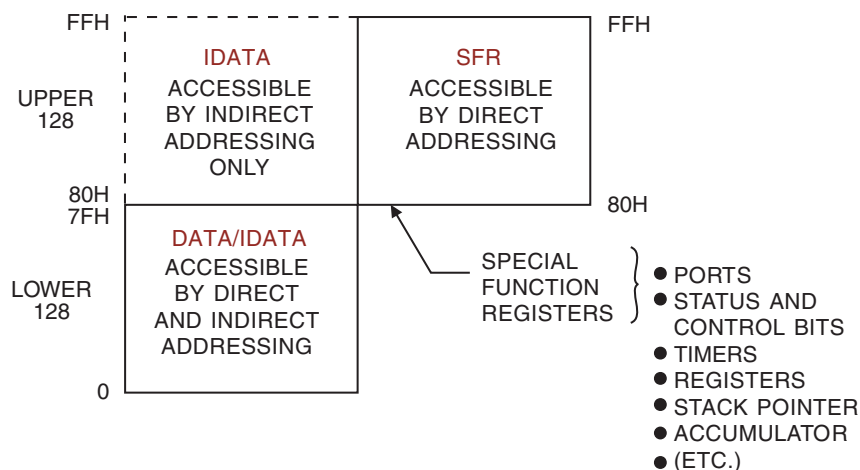 FFH
UPPER
128
80H
7FH
LOWER
128
0
IDATA
ACCESSIBLE
BY INDIRECT
ADDRESSING
ONLY
SFR
ACCESSIBLE
BY DIRECT
ADDRESSING
FFH
80H
DATA/IDATA
ACCESSIBLE
BY DIRECT
AND INDIRECT
ADDRESSING
SPECIAL
FUNCTION
REGISTERS
● PORTS
● STATUS AND
CONTROL BITS
● TIMERS
● REGISTERS
● STACK POINTER
● ACCUMULATOR
● (ETC.)